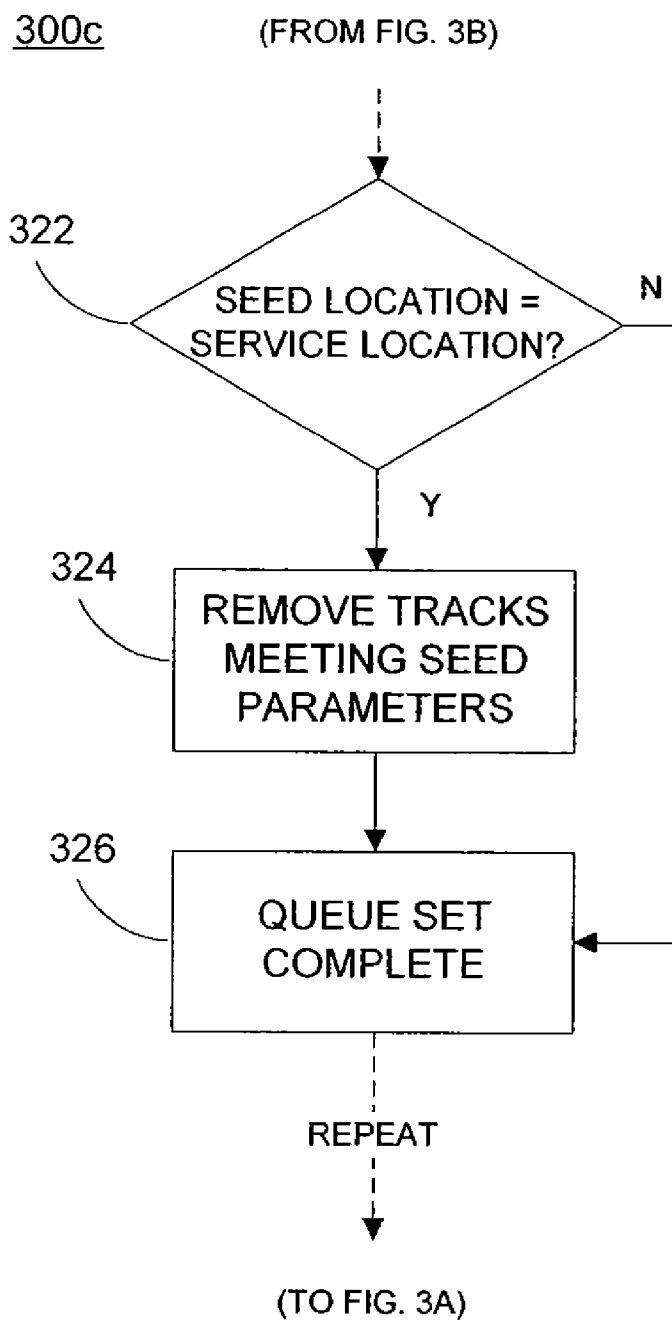 300c
(FROM FIG. 3B)
322
SEED LOCATION =
SERVICE LOCATION?
N
Y
324
REMOVE TRACKS
MEETING SEED
PARAMETERS
326
QUEUE SET
COMPLETE
REPEAT
(TO FIG. 3A)